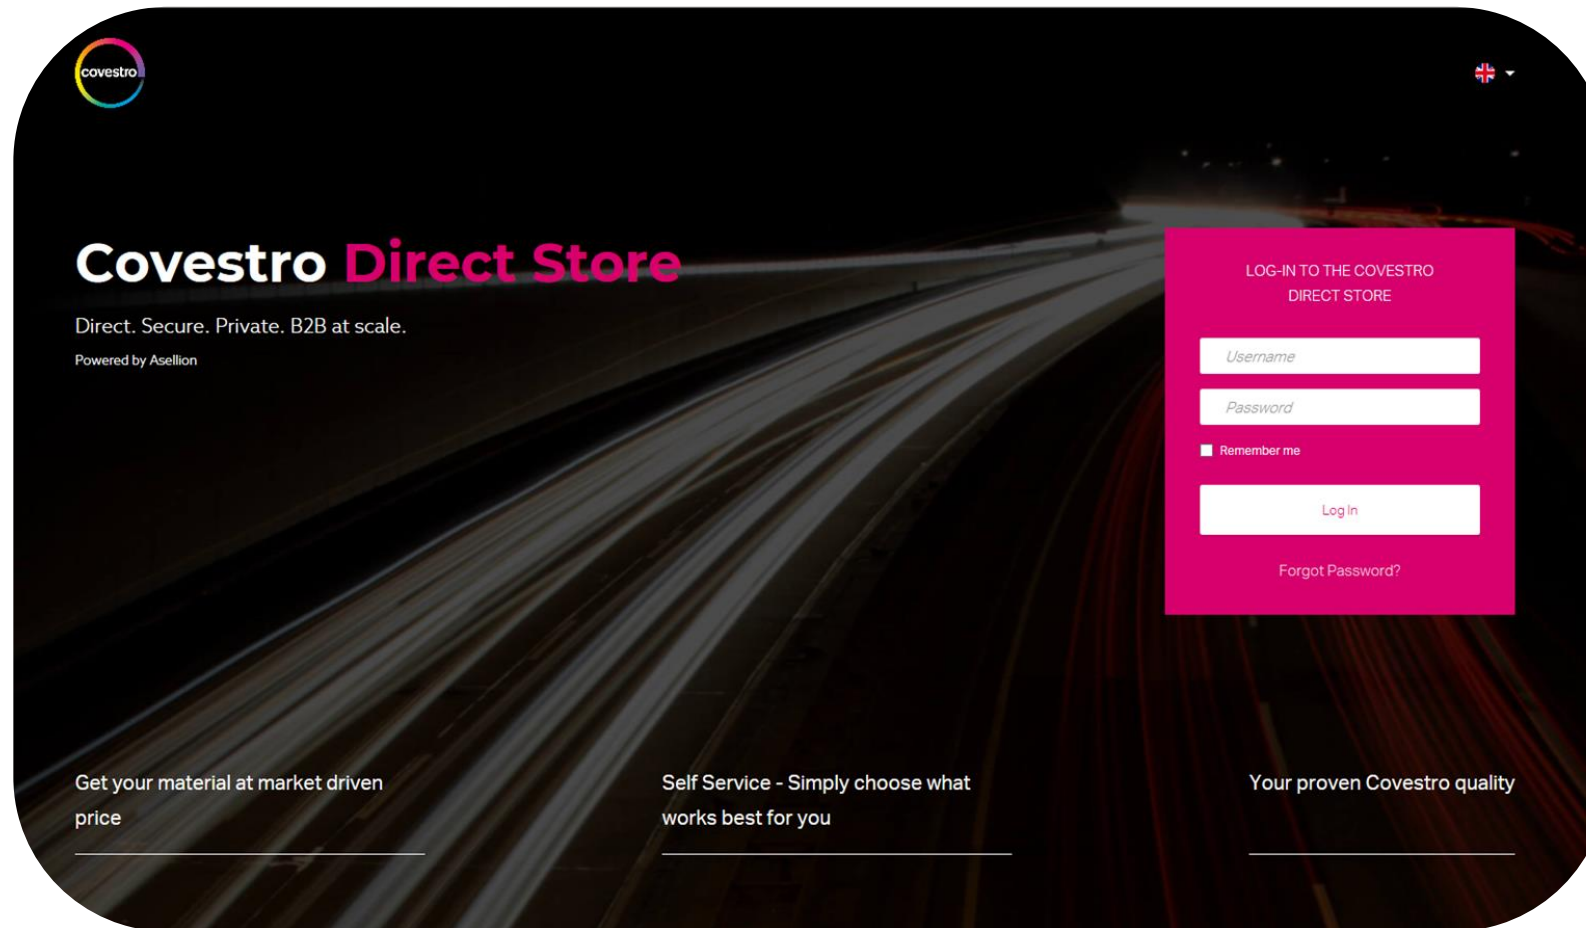 covestro
Covestro Direct Store
Direct. Secure. Private. B2B at scale.
Powered by Asellion
LOG-IN TO THE COVESTRO
DIRECT STORE
Username
Password
Remember me
Log In
Forgot Password?
Get your material at market driven
price
Self Service - Simply choose what
works best for you
Your proven Covestro quality